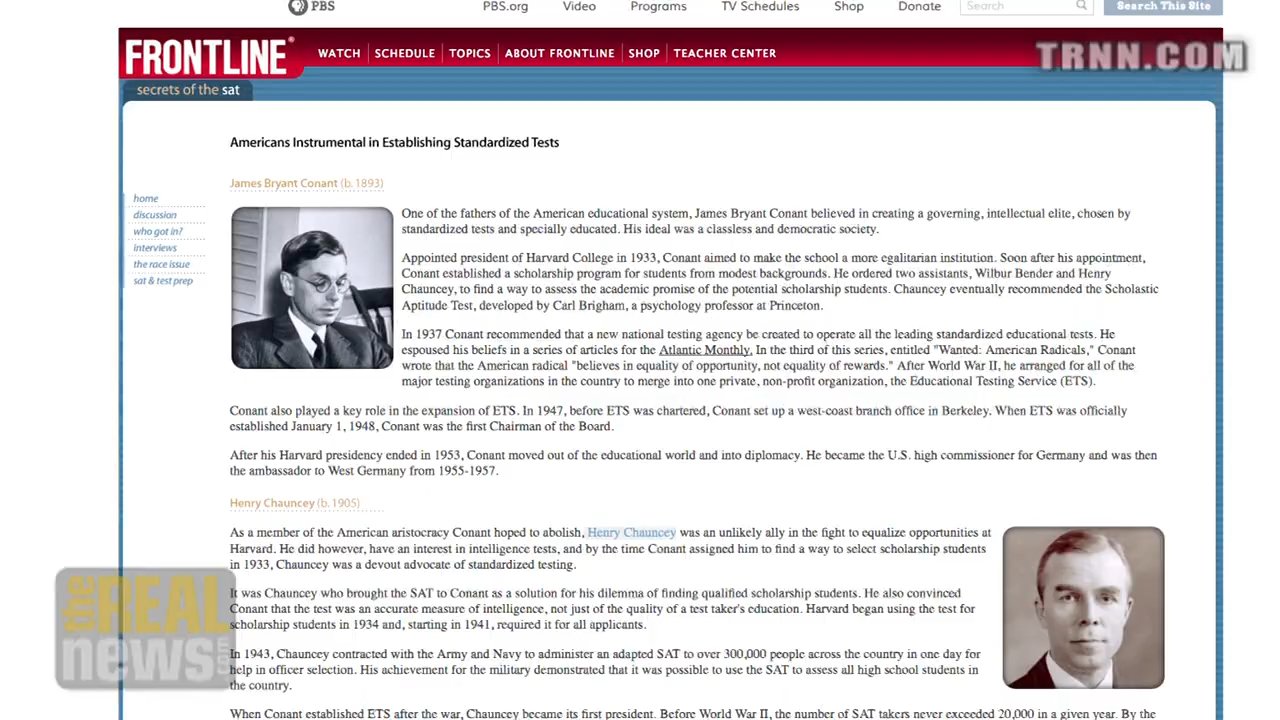 PBS
PBS.org Video Programs TV Schedules Shop Donate Search Search This Site
FRONTLINE® WATCH SCHEDULE TOPICS ABOUT FRONTLINE SHOP TEACHER CENTER
TRNN.COM
secrets of the sat
Americans Instrumental in Establishing Standardized Tests
home
discussion
who got in?
interviews
the race issue
sat & test prep
James Bryant Conant (b. 1893)
One of the fathers of the American educational system, James Bryant Conant believed in creating a governing, intellectual elite, chosen by
standardized tests and specially educated. His ideal was a classless and democratic society.
Appointed president of Harvard College in 1933, Conant aimed to make the school a more egalitarian institution. Soon after his appointment,
Conant established a scholarship program for students from modest backgrounds. He ordered two assistants, Wilbur Bender and Henry
Chauncey, to find a way to assess the academic promise of the potential scholarship students. Chauncey eventually recommended the Scholastic
Aptitude Test, developed by Carl Brigham, a psychology professor at Princeton.
In 1937 Conant recommended that a new national testing agency be created to operate all the leading standardized educational tests. He
espoused his beliefs in a series of articles for the Atlantic Monthly. In the third of this series, entitled "Wanted: American Radicals," Conant
wrote that the American radical "believes in equality of opportunity, not equality of rewards." After World War II, he arranged for all of the
major testing organizations in the country to merge into one private, non-profit organization, the Educational Testing Service (ETS).
Conant also played a key role in the expansion of ETS. In 1947, before ETS was chartered, Conant set up a west-coast branch office in Berkeley. When ETS was officially
established January 1, 1948, Conant was the first Chairman of the Board.
After his Harvard presidency ended in 1953, Conant moved out of the educational world and into diplomacy. He became the U.S. high commissioner for Germany and was then
the ambassador to West Germany from 1955-1957.
Henry Chauncey (b. 1905)
As a member of the American aristocracy Conant hoped to abolish, Henry Chauncey was an unlikely ally in the fight to equalize opportunities at
Harvard. He did however, have an interest in intelligence tests, and by the time Conant assigned him to find a way to select scholarship students
in 1933, Chauncey was a devout advocate of standardized testing.
It was Chauncey who brought the SAT to Conant as a solution for his dilemma of finding qualified scholarship students. He also convinced
Conant that the test was an accurate measure of intelligence, not just of the quality of a test taker's education. Harvard began using the test for
scholarship students in 1934 and, starting in 1941, required it for all applicants.
In 1943, Chauncey contracted with the Army and Navy to administer an adapted SAT to over 300,000 people across the country in one day for
help in officer selection. His achievement for the military demonstrated that it was possible to use the SAT to assess all high school students in
the country.
When Conant established ETS after the war, Chauncey became its first president. Before World War II, the number of SAT takers never exceeded 20,000 in a given year. By the
the REAL
news.com